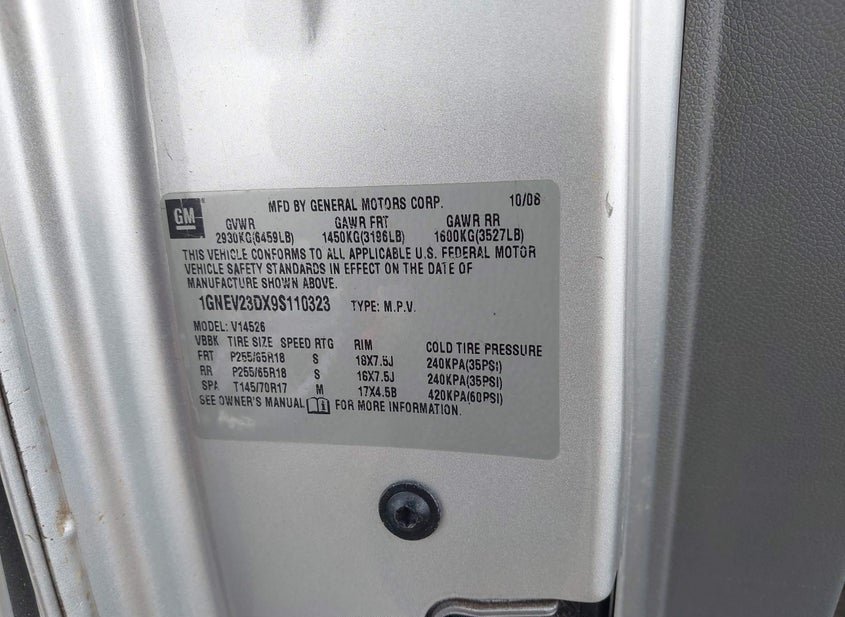 GM MFD BY GENERAL MOTORS CORP. 10/08
GVWR GAWR FRT GAWR RR
2930KG(6459LB) 1450KG(3196LB) 1600KG(3527LB)
THIS VEHICLE CONFORMS TO ALL APPLICABLE U.S. FEDERAL MOTOR
VEHICLE SAFETY STANDARDS IN EFFECT ON THE DATE OF
MANUFACTURE SHOWN ABOVE.
1GNEV23DX9S110323 TYPE: M.P.V.
MODEL: V14526
VBBK TIRE SIZE SPEED RTG RIM COLD TIRE PRESSURE
FRT P255/65R18 S 18X7.5J 240KPA(35PSI)
RR P255/65R18 S 18X7.5J 240KPA(35PSI)
SPA T145/70R17 M 17X4.5B 420KPA(60PSI)
SEE OWNER'S MANUAL FOR MORE INFORMATION.